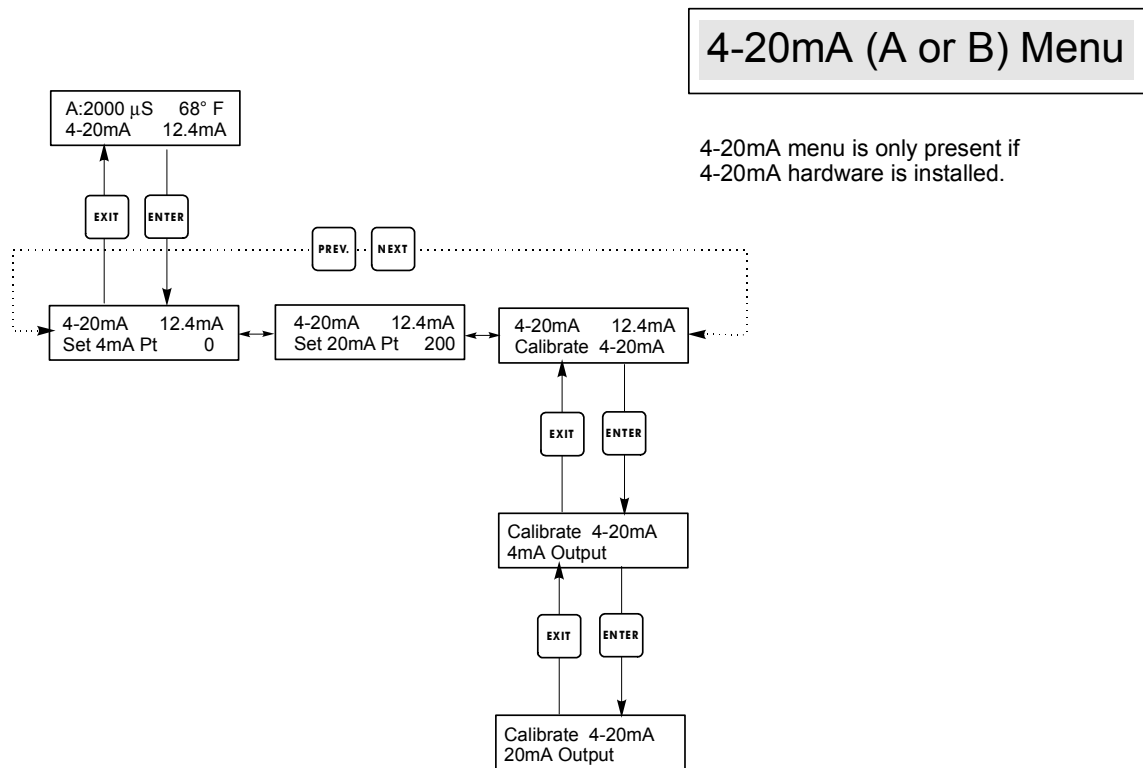 4-20mA (A or B) Menu
4-20mA menu is only present if
4-20mA hardware is installed.
A:2000 μS 68° F
4-20mA 12.4mA
EXIT
ENTER
PREV.
NEXT
4-20mA 12.4mA
Set 4mA Pt 0
4-20mA 12.4mA
Set 20mA Pt 200
4-20mA 12.4mA
Calibrate 4-20mA
EXIT
ENTER
Calibrate 4-20mA
4mA Output
EXIT
ENTER
Calibrate 4-20mA
20mA Output